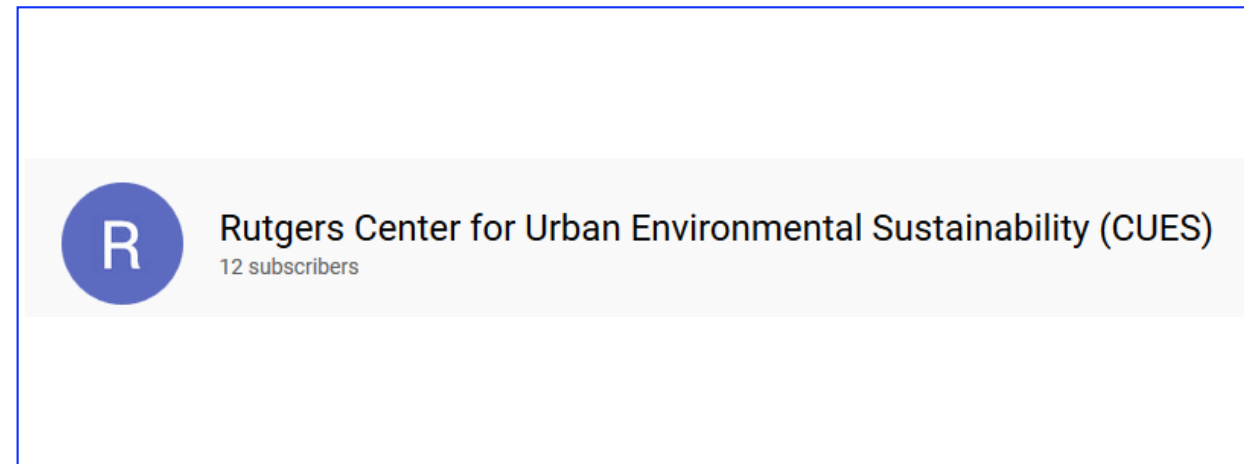 R
Rutgers Center for Urban Environmental Sustainability (CUES)
12 subscribers